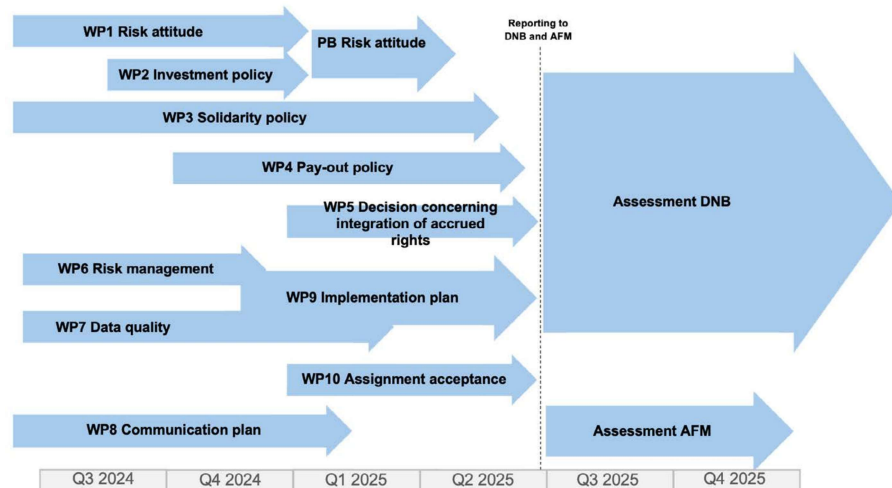 Reporting to
DNB and AFM
WP1 Risk attitude
PB Risk attitude
WP2 Investment policy
WP3 Solidarity policy
WP4 Pay-out policy
Assessment DNB
WP5 Decision concerning
integration of accrued
rights
WP6 Risk management
WP9 Implementation plan
WP7 Data quality
WP10 Assignment acceptance
WP8 Communication plan
Assessment AFM
Q3 2024
Q4 2024
Q1 2025
Q2 2025
Q3 2025
Q4 2025